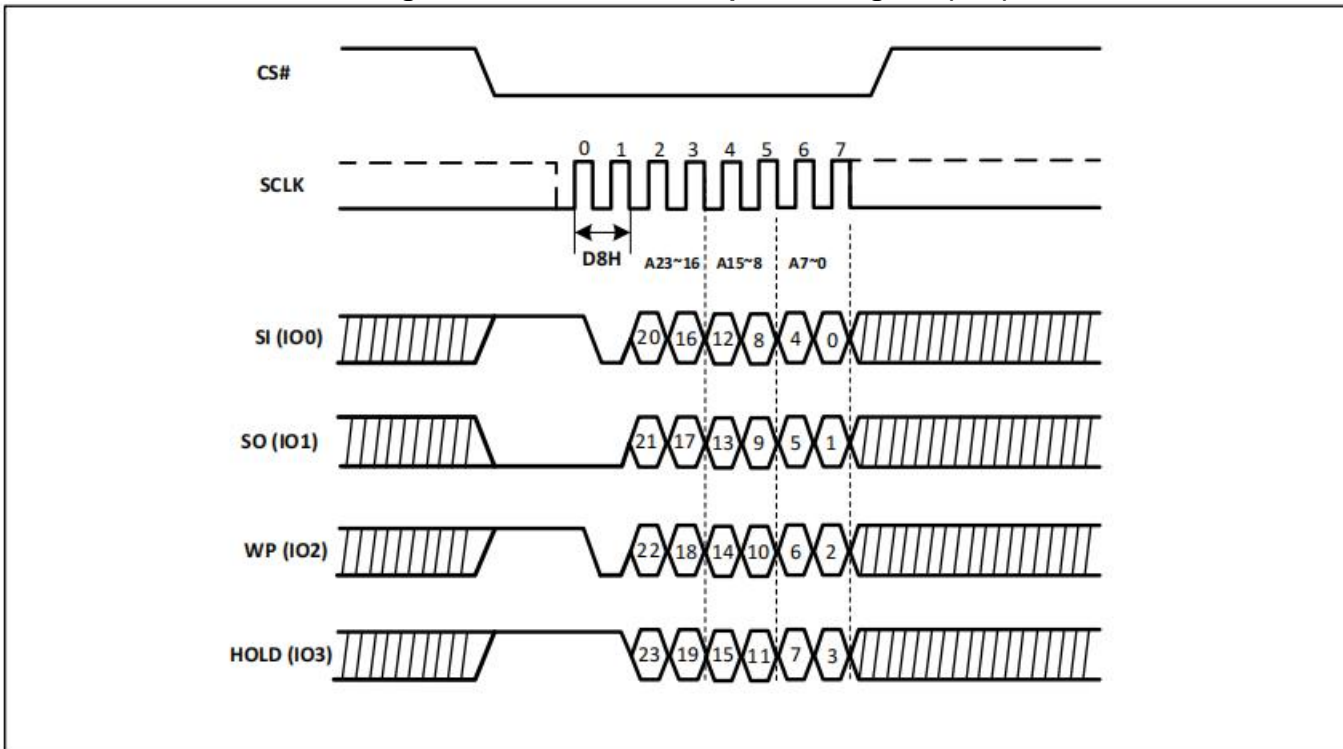 CS#
0 1 2 3 4 5 6 7
SCLK
D8H A23~16 A15~8 A7~0
SI (IO0) 20 16 12 8 4 0
SO (IO1) 21 17 13 9 5 1
WP (IO2) 22 18 14 10 6 2
HOLD (IO3) 23 19 15 11 7 3